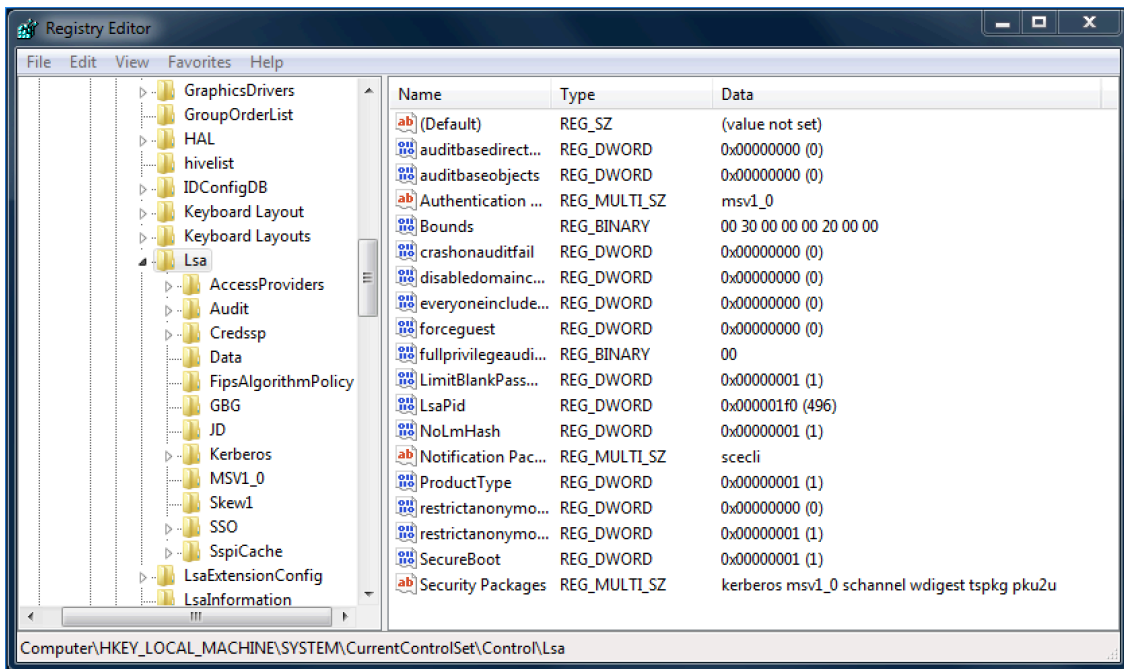 Registry Editor
File Edit View Favorites Help
GraphicsDrivers
GroupOrderList
HAL
hivelist
IDConfigDB
Keyboard Layout
Keyboard Layouts
Lsa
AccessProviders
Audit
Credssp
Data
FipsAlgorithmPolicy
GBG
JD
Kerberos
MSV1_0
Skew1
SSO
SspiCache
LsaExtensionConfig
LsaInformation
Name Type Data
(Default) REG_SZ (value not set)
auditbasedirect... REG_DWORD 0x00000000 (0)
auditbaseobjects REG_DWORD 0x00000000 (0)
Authentication ... REG_MULTI_SZ msv1_0
Bounds REG_BINARY 00 30 00 00 00 20 00 00
crashonauditfail REG_DWORD 0x00000000 (0)
disabledomainc... REG_DWORD 0x00000000 (0)
everyoneinclude... REG_DWORD 0x00000000 (0)
forceguest REG_DWORD 0x00000000 (0)
fullprivilegeaudi... REG_BINARY 00
LimitBlankPass... REG_DWORD 0x00000001 (1)
LsaPid REG_DWORD 0x000001f0 (496)
NoLmHash REG_DWORD 0x00000001 (1)
Notification Pac... REG_MULTI_SZ scecli
ProductType REG_DWORD 0x00000001 (1)
restrictanonymo... REG_DWORD 0x00000000 (0)
restrictanonymo... REG_DWORD 0x00000001 (1)
SecureBoot REG_DWORD 0x00000001 (1)
Security Packages REG_MULTI_SZ kerberos msv1_0 schannel wdigest tspkg pku2u
Computer\HKEY_LOCAL_MACHINE\SYSTEM\CurrentControlSet\Control\Lsa